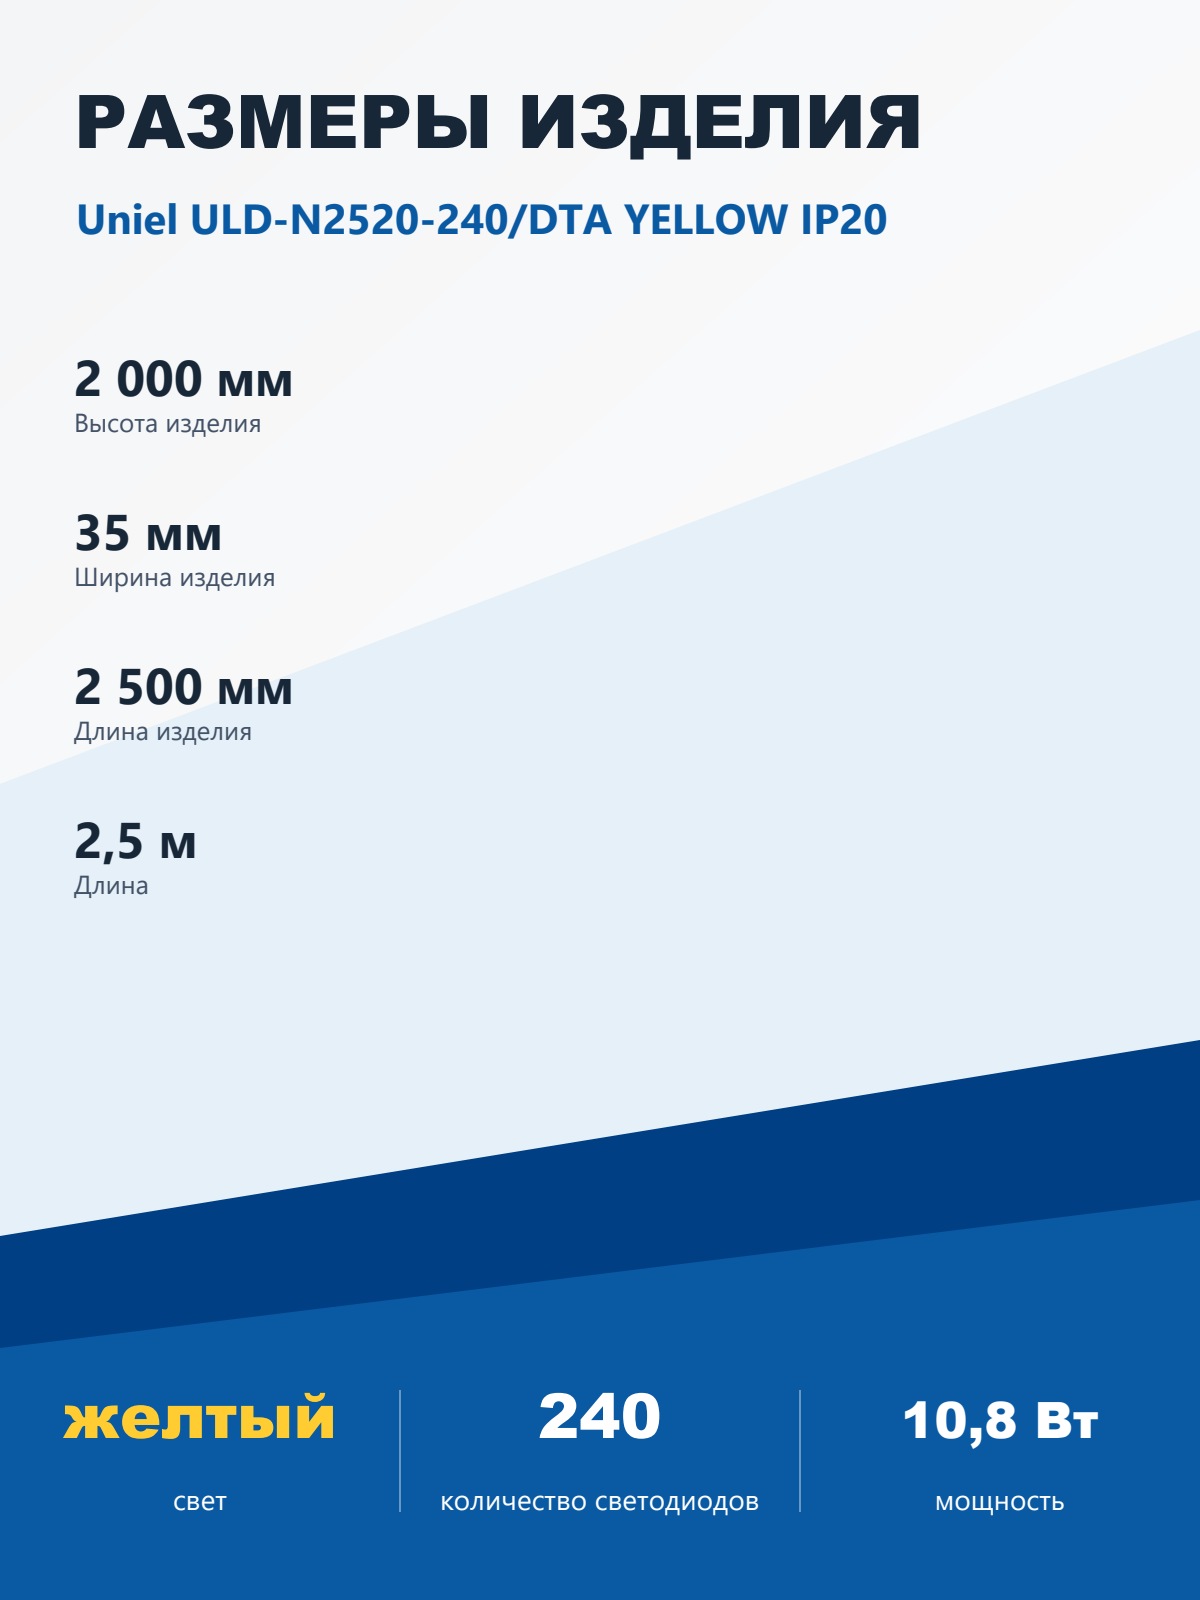 РАЗМЕРЫ ИЗДЕЛИЯ
Uniel ULD-N2520-240/DTA YELLOW IP20
2 000 мм
Высота изделия
35 мм
Ширина изделия
2 500 мм
Длина изделия
2,5 м
Длина
желтый
свет
240
количество светодиодов
10,8 Вт
мощность